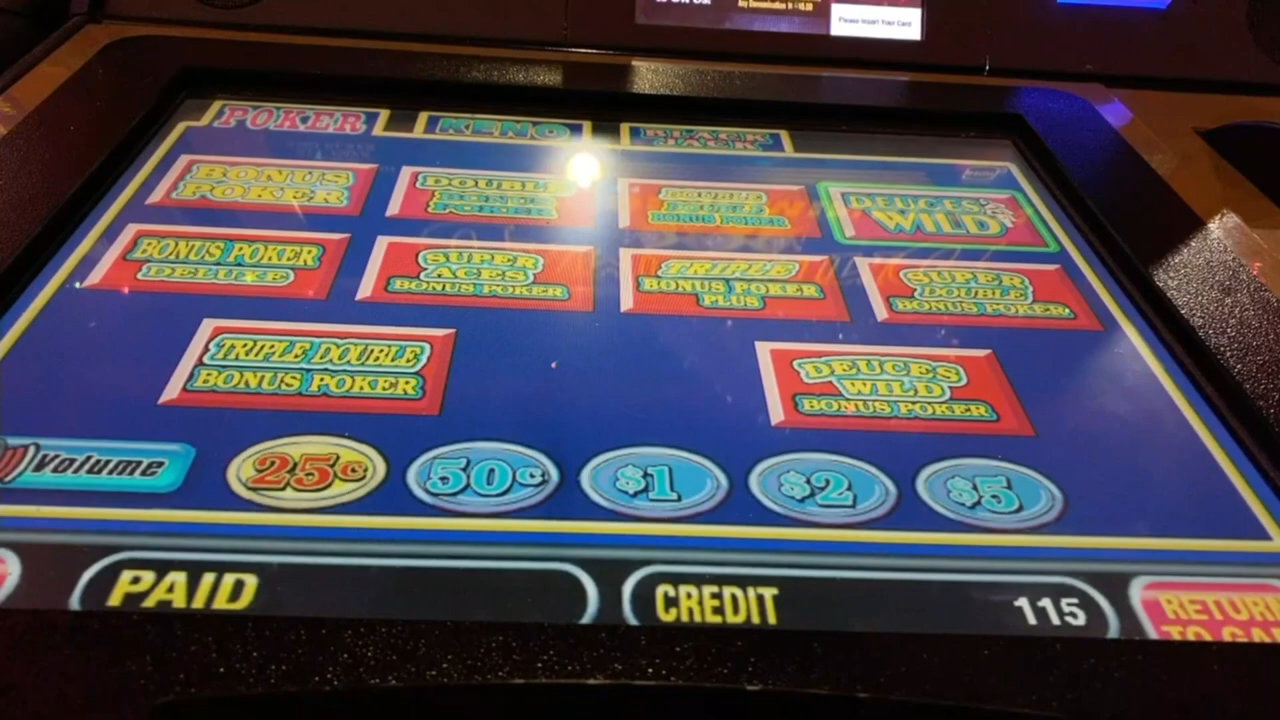 Any Denomination
Please Insert Your Card
POKER
KENO
BLACK
JACK
BONUS
POKER
DOUBLE
BONUS
POKER
DOUBLE
DOUBLE
BONUS POKER
DEUCES
WILD
BONUS POKER
DELUXE
SUPER
ACES
BONUS POKER
TRIPLE
BONUS POKER
PLUS
SUPER
DOUBLE
BONUS POKER
TRIPLE DOUBLE
BONUS POKER
DEUCES
WILD
BONUS POKER
Volume
25¢
50¢
$1
$2
$5
PAID
CREDIT
115
RETURN
TO